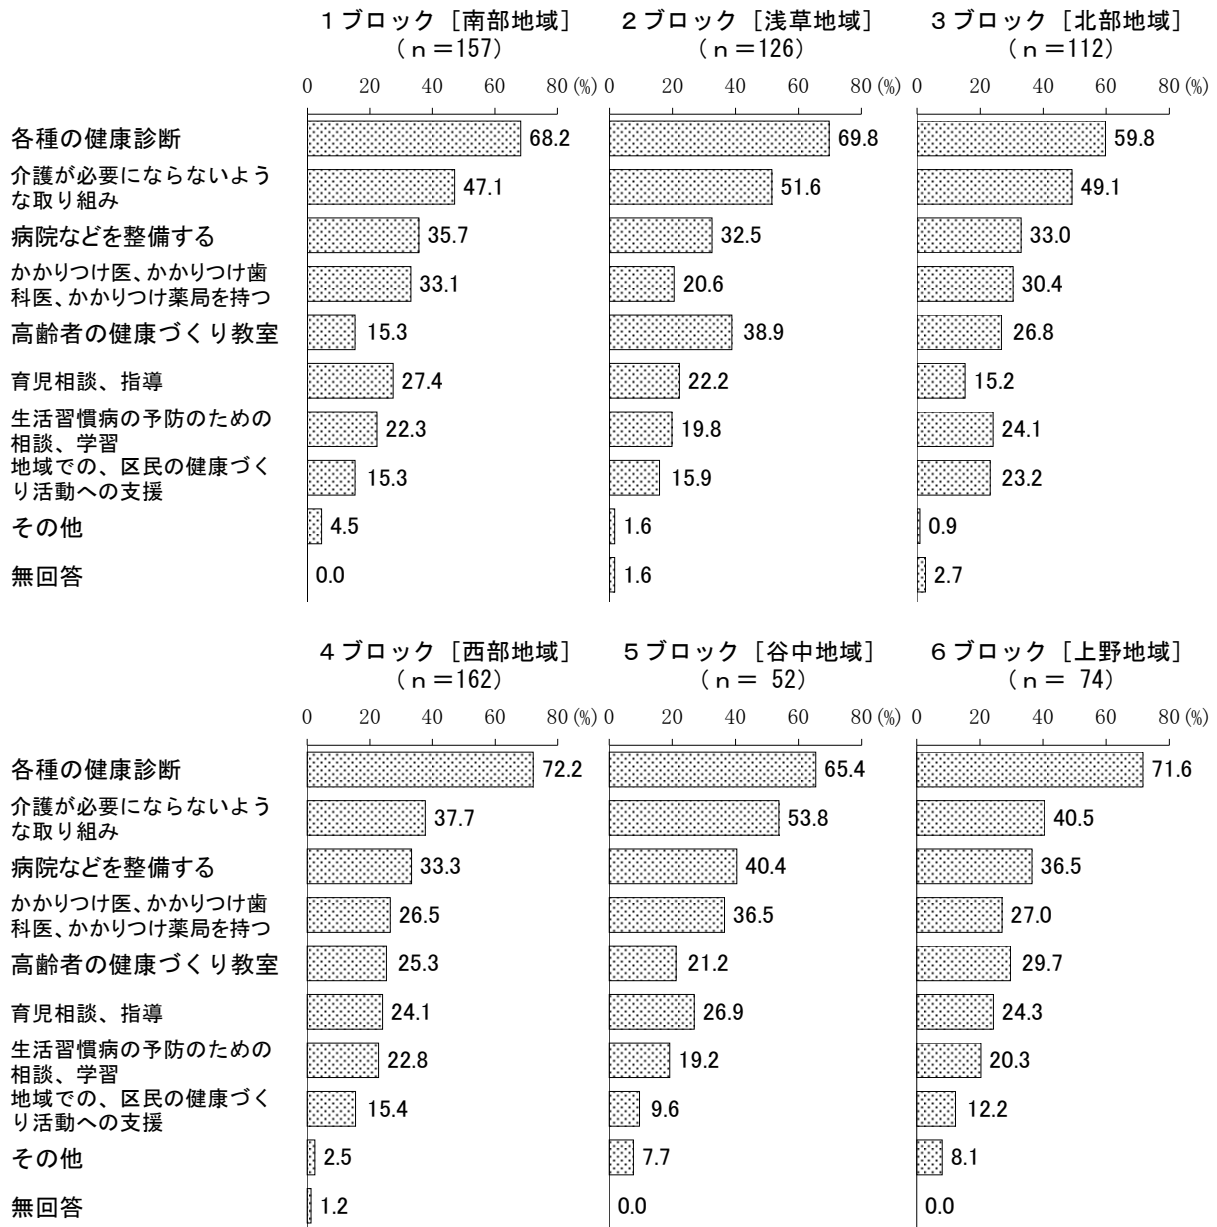 1ブロック［南部地域］
（ｎ＝157）
2ブロック［浅草地域］
（ｎ＝126）
3ブロック［北部地域］
（ｎ＝112）
0 20 40 60 80 (%)
0 20 40 60 80 (%)
0 20 40 60 80 (%)
各種の健康診断 68.2 69.8 59.8
介護が必要にならないよう
な取り組み 47.1 51.6 49.1
病院などを整備する 35.7 32.5 33.0
かかりつけ医、かかりつけ歯
科医、かかりつけ薬局を持つ 33.1 20.6 30.4
高齢者の健康づくり教室 15.3 38.9 26.8
育児相談、指導 27.4 22.2 15.2
生活習慣病の予防のための
相談、学習 22.3 19.8 24.1
地域での、区民の健康づく
り活動への支援 15.3 15.9 23.2
その他 4.5 1.6 0.9
無回答 0.0 1.6 2.7
4ブロック［西部地域］
（ｎ＝162）
5ブロック［谷中地域］
（ｎ＝ 52）
6ブロック［上野地域］
（ｎ＝ 74）
0 20 40 60 80 (%)
0 20 40 60 80 (%)
0 20 40 60 80 (%)
各種の健康診断 72.2 65.4 71.6
介護が必要にならないよう
な取り組み 37.7 53.8 40.5
病院などを整備する 33.3 40.4 36.5
かかりつけ医、かかりつけ歯
科医、かかりつけ薬局を持つ 26.5 36.5 27.0
高齢者の健康づくり教室 25.3 21.2 29.7
育児相談、指導 24.1 26.9 24.3
生活習慣病の予防のための
相談、学習 22.8 19.2 20.3
地域での、区民の健康づく
り活動への支援 15.4 9.6 12.2
その他 2.5 7.7 8.1
無回答 1.2 0.0 0.0